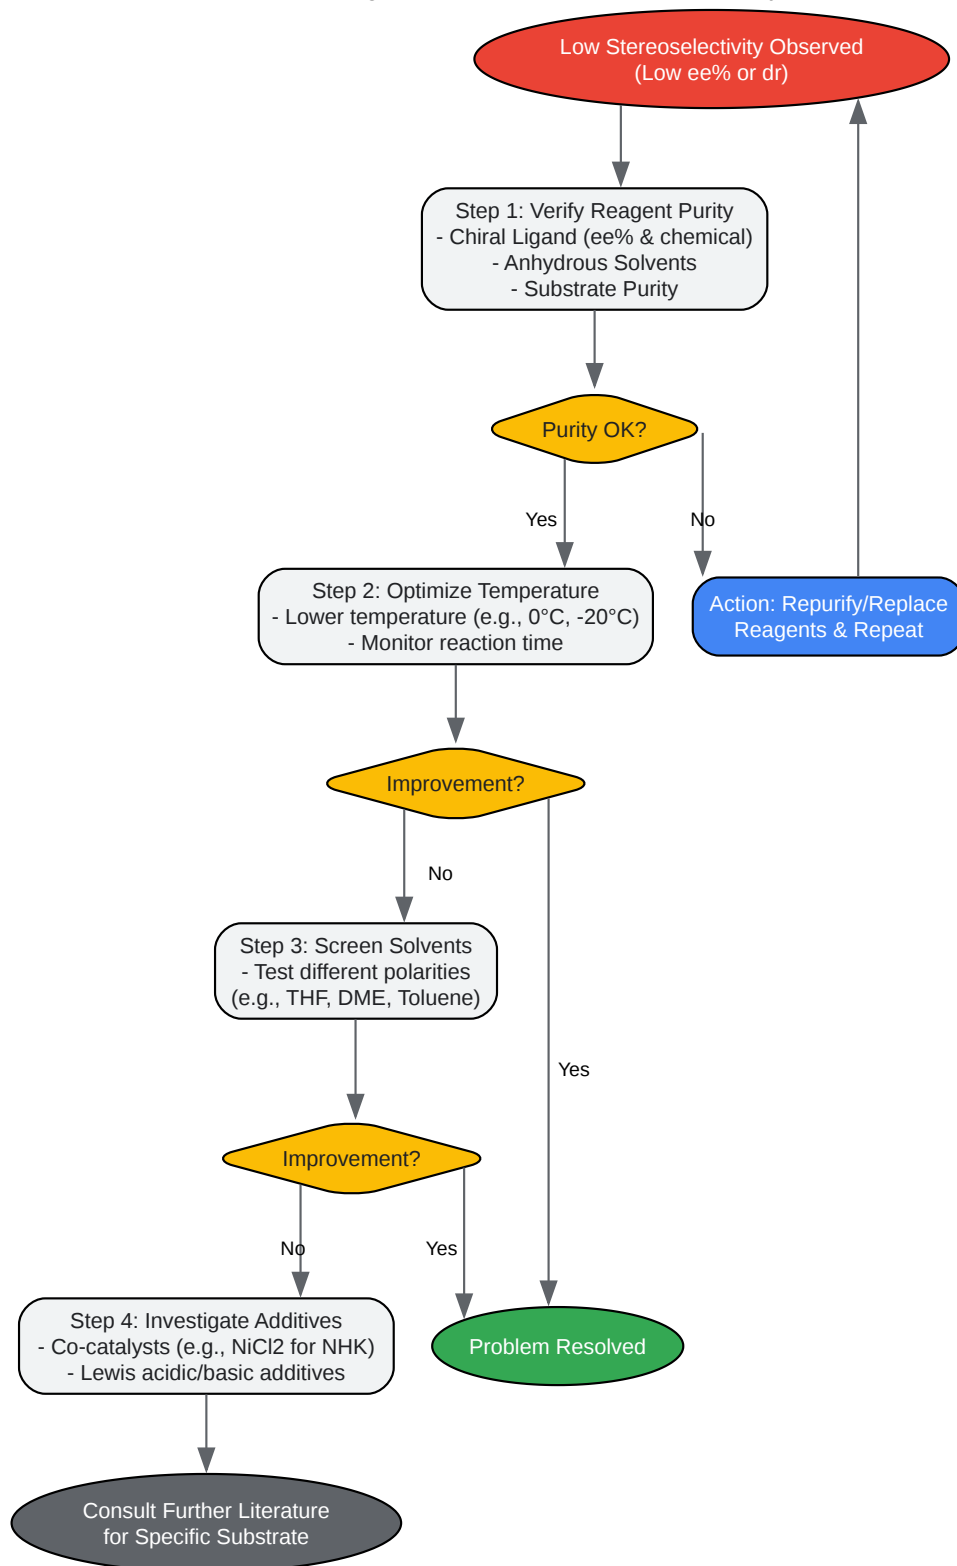 Low Stereoselectivity Observed
(Low ee% or dr)
Step 1: Verify Reagent Purity
- Chiral Ligand (ee% & chemical)
- Anhydrous Solvents
- Substrate Purity
Purity OK?
Yes
No
Step 2: Optimize Temperature
- Lower temperature (e.g., 0°C, -20°C)
- Monitor reaction time
Action: Repurify/Replace
Reagents & Repeat
Improvement?
No
Yes
Step 3: Screen Solvents
- Test different polarities
(e.g., THF, DME, Toluene)
Improvement?
No
Yes
Step 4: Investigate Additives
- Co-catalysts (e.g., NiCl2 for NHK)
- Lewis acidic/basic additives
Problem Resolved
Consult Further Literature
for Specific Substrate